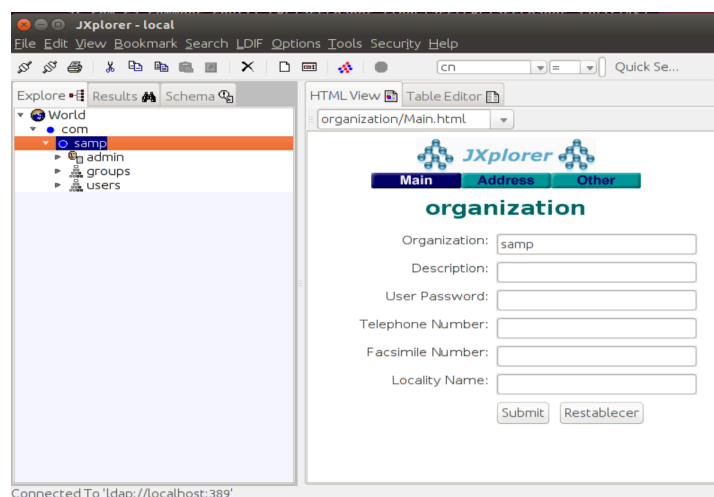 JXplorer - local
File Edit View Bookmark Search LDIF Options Tools Security Help
cn = Quick Se...
Explore Results Schema
HTML View Table Editor
World
com
samp
admin
groups
users
organization/Main.html
JXplorer
Main Address Other
organization
Organization: samp
Description:
User Password:
Telephone Number:
Facsimile Number:
Locality Name:
Submit Restablecer
Connected To 'ldap://localhost:389'